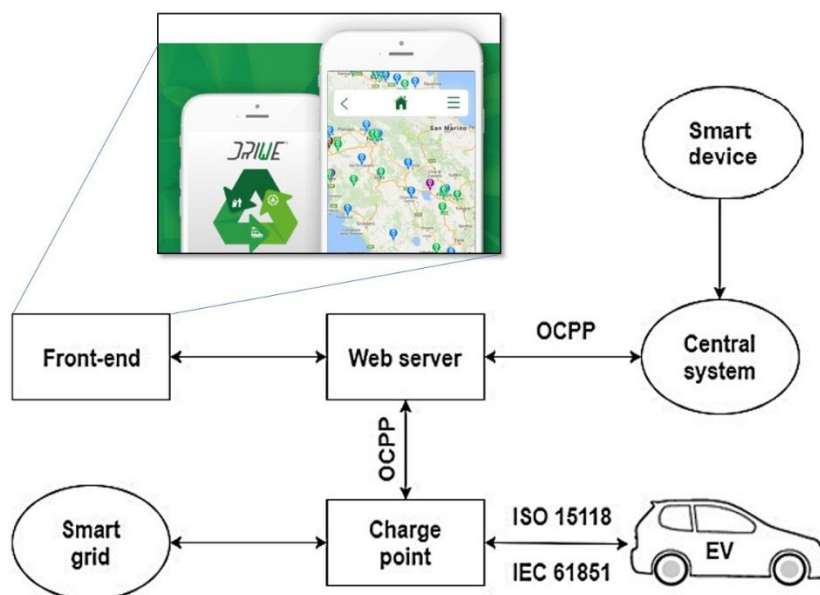 DRIWE
San Marino
Smart
device
Front-end
Web server
OCPP
Central
system
OCPP
Smart
grid
Charge
point
ISO 15118
IEC 61851
EV